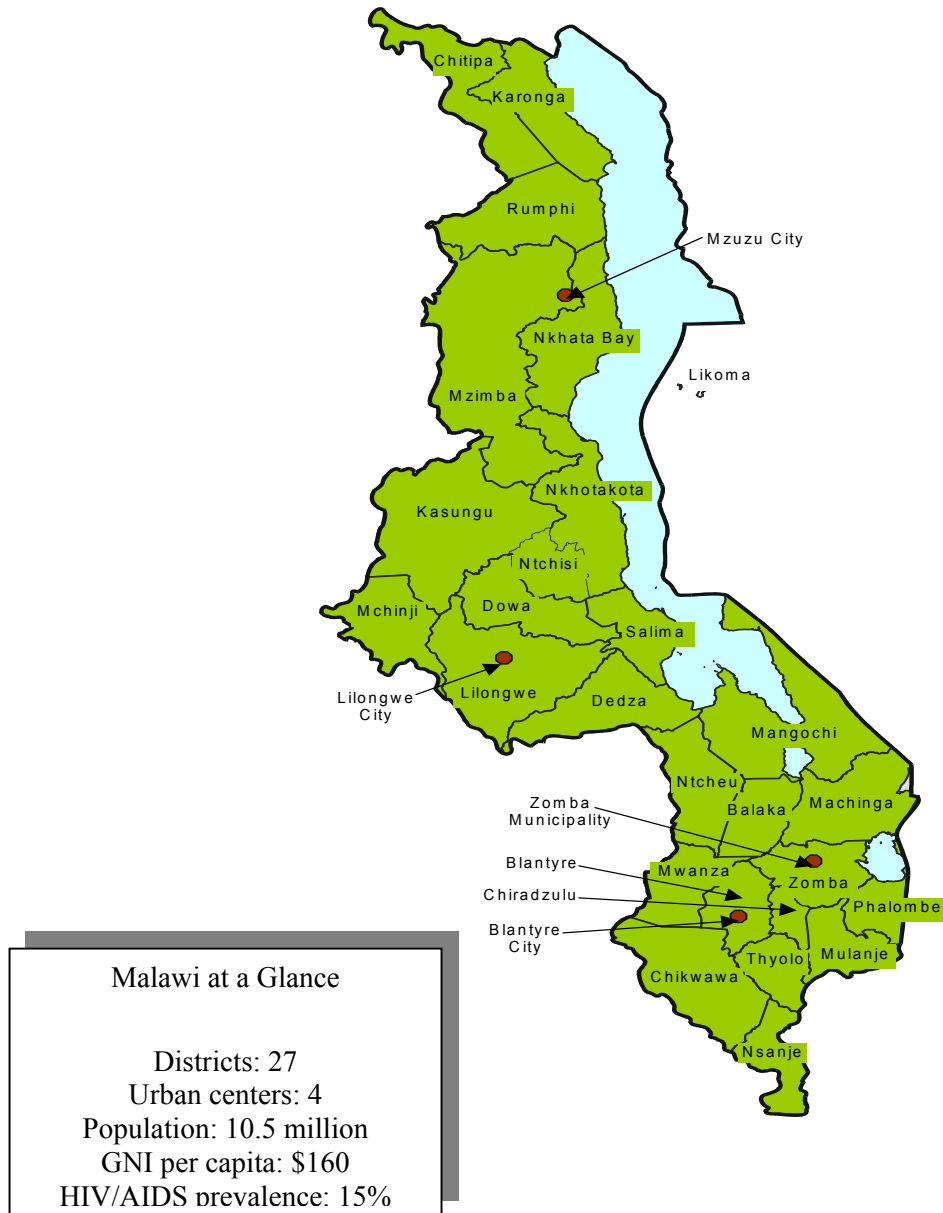 Chitipa
Karonga
Rumphi
Mzuzu City
Nkhata Bay
Likoma
Mzimba
Nkhotakota
Kasungu
Ntchisi
Mchinji
Dowa
Salima
Lilongwe
City
Lilongwe
Dedza
Mangochi
Ntcheu
Balaka
Machinga
Zomba
Municipality
Blantyre
Mwanza
Zomba
Chiradzulu
Phalombe
Blantyre
City
Thyolo
Mulanje
Chikwawa
Nsanje
Malawi at a Glance
Districts: 27
Urban centers: 4
Population: 10.5 million
GNI per capita: $160
HIV/AIDS prevalence: 15%